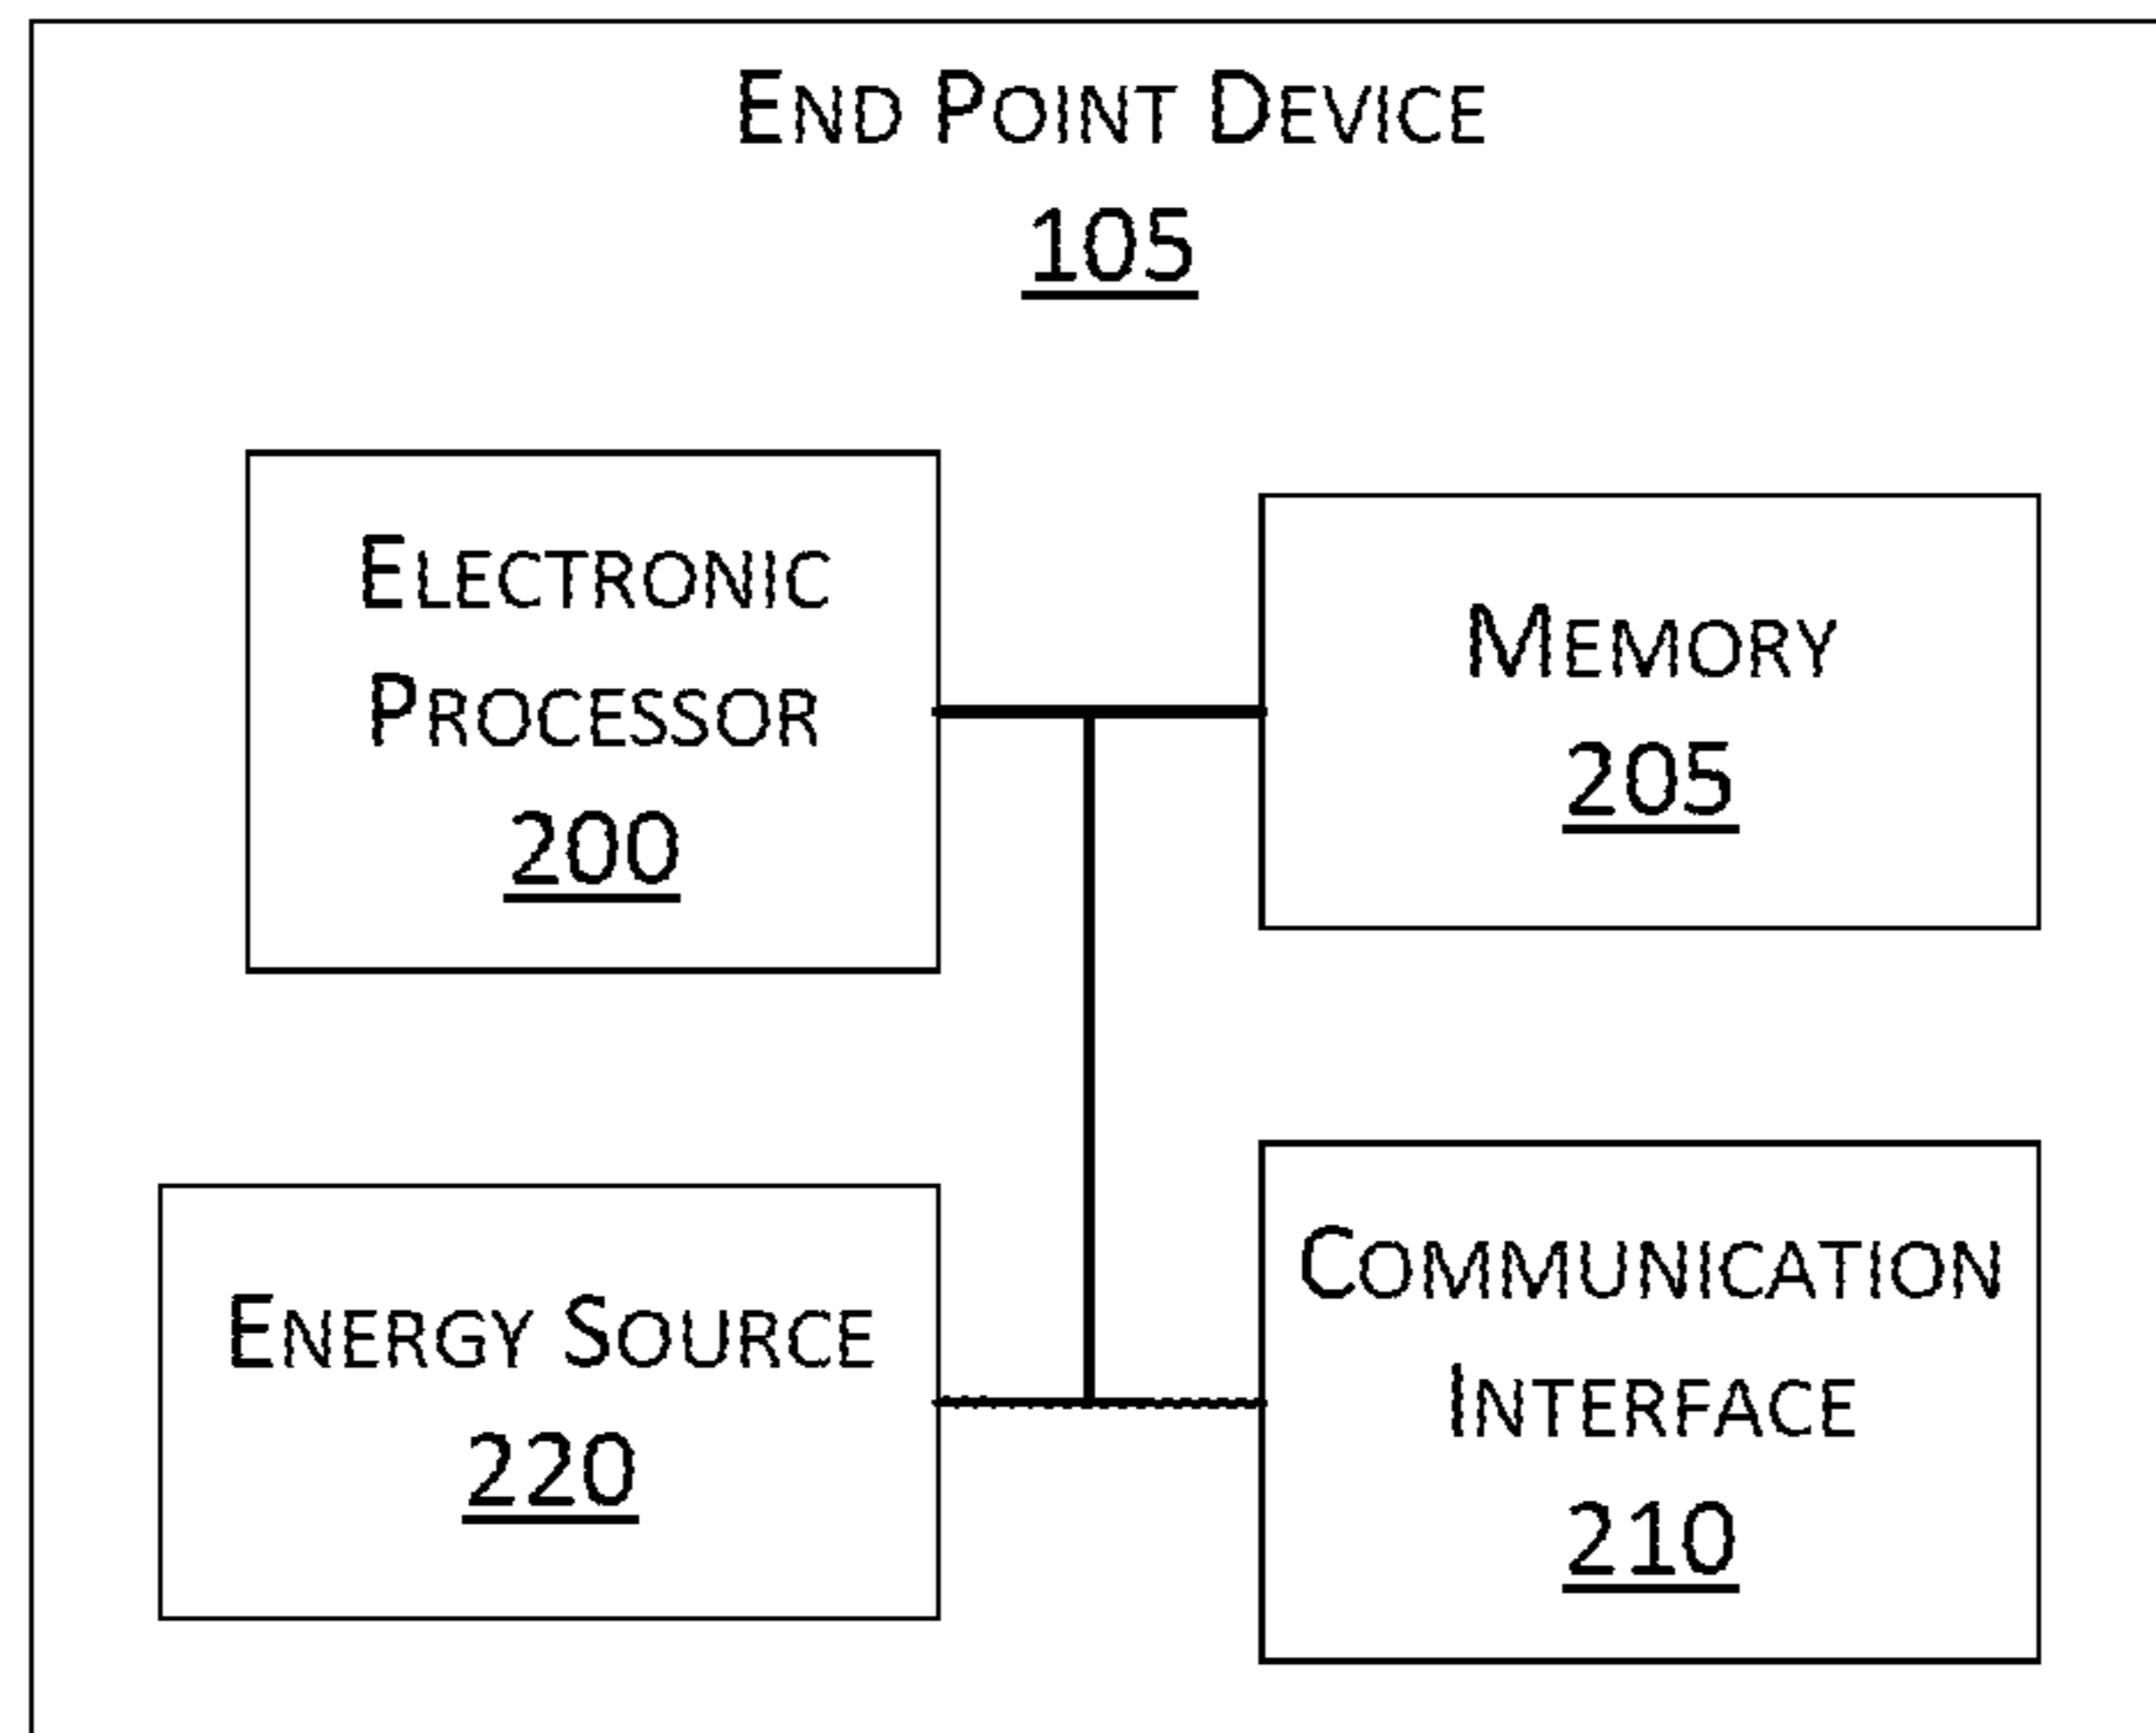 END POINT DEVICE
105
ELECTRONIC
PROCESSOR
200
MEMORY
205
ENERGY SOURCE
220
COMMUNICATION
INTERFACE
210